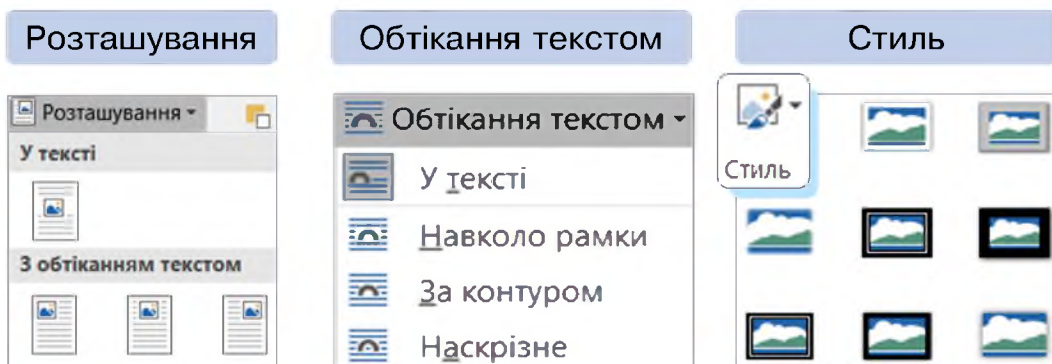 Розташування
Розташування
У тексті
З обтіканням текстом
Обтікання текстом
Обтікання текстом
У тексті
Навколо рамки
За контуром
Наскрізне
Стиль
Стиль